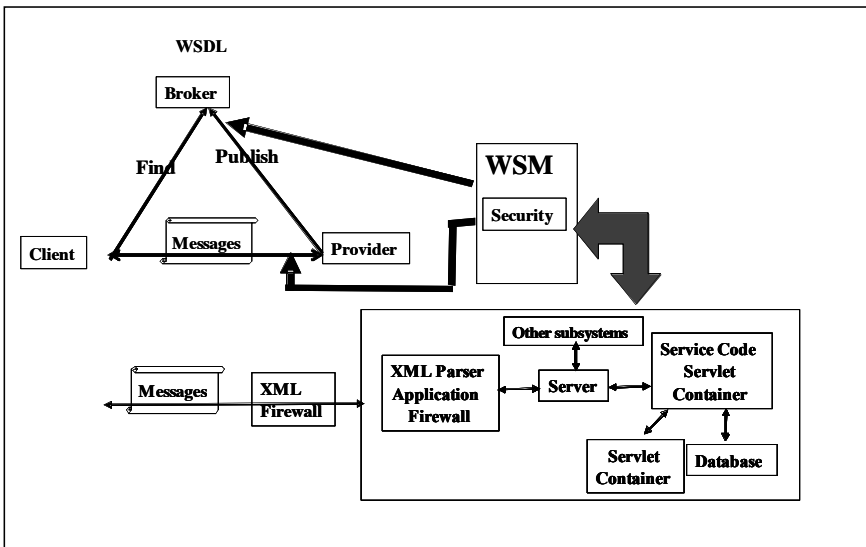 WSDL
Broker
Find
Publish
WSM
Security
Client
Messages
Provider
Messages
XML
Firewall
XML Parser
Application
Firewall
Other subsystems
Server
Service Code
Servlet
Container
Servlet
Container
Database